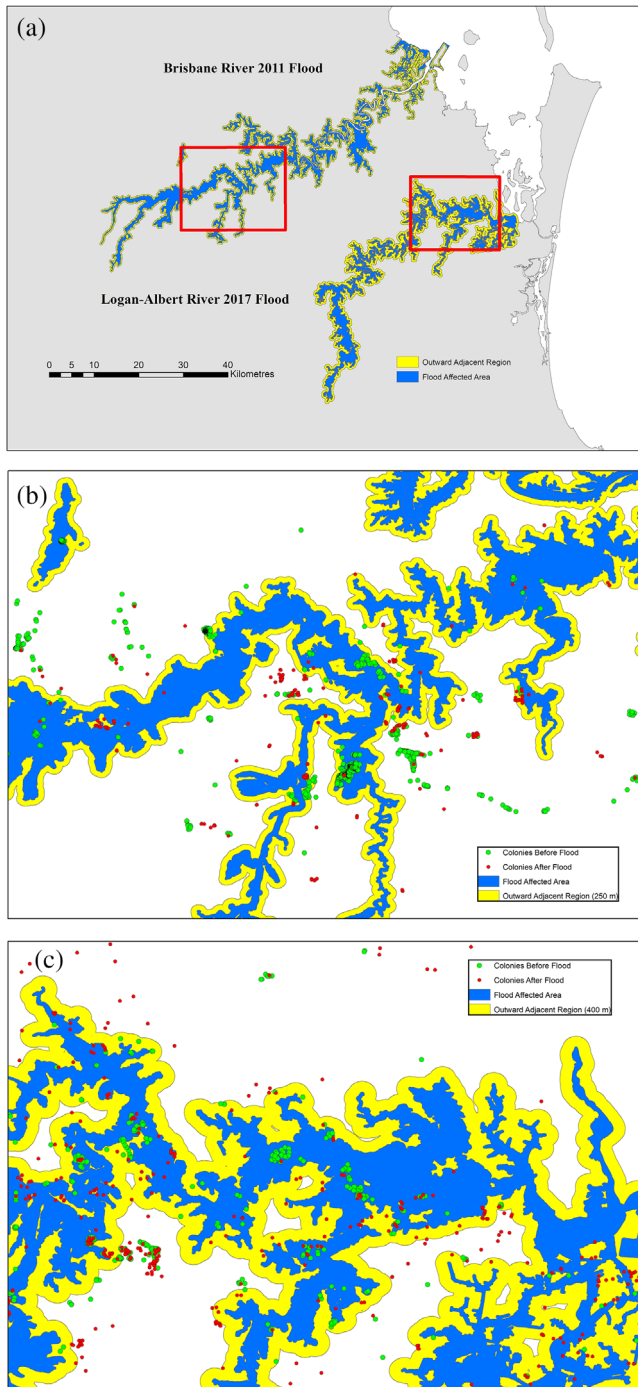 (a)
Brisbane River 2011 Flood
Logan-Albert River 2017 Flood
0 5 10 20 30 40
Kilometres
Outward Adjacent Region
Flood Affected Area
(b)
Colonies Before Flood
Colonies After Flood
Flood Affected Area
Outward Adjacent Region (250 m)
(c)
Colonies Before Flood
Colonies After Flood
Flood Affected Area
Outward Adjacent Region (400 m)